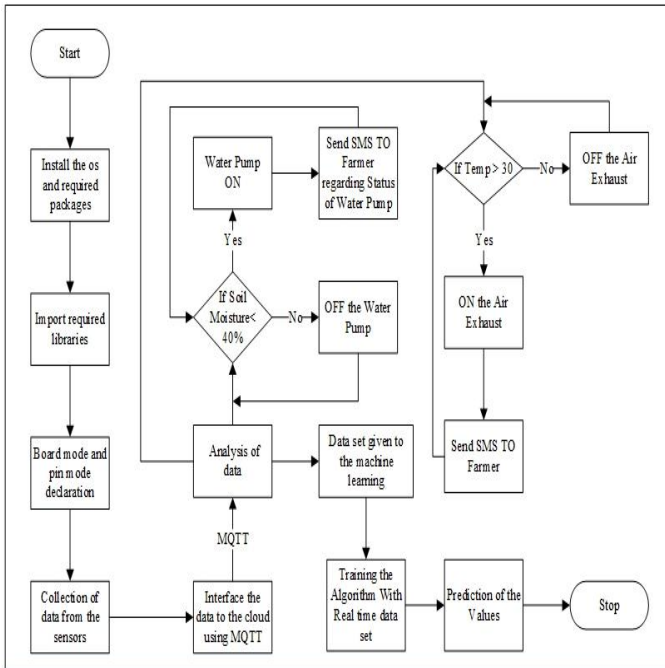 Start
Install the os
and required
packages
Import required
libraries
Board mode and
pin mode
declaration
Collection of
data from the
sensors
Interface the
data to the cloud
using MQTT
MQTT
Analysis of
data
If Soil
Moisture<
40%
Yes
Water Pump
ON
Send SMS TO
Farmer
regarding Status
of Water Pump
No
OFF the Water
Pump
If Temp > 30
No
OFF the Air
Exhaust
Yes
ON the Air
Exhaust
Send SMS TO
Farmer
Data set given to
the machine
learning
Training the
Algorithm With
Real time data
set
Prediction of the
Values
Stop